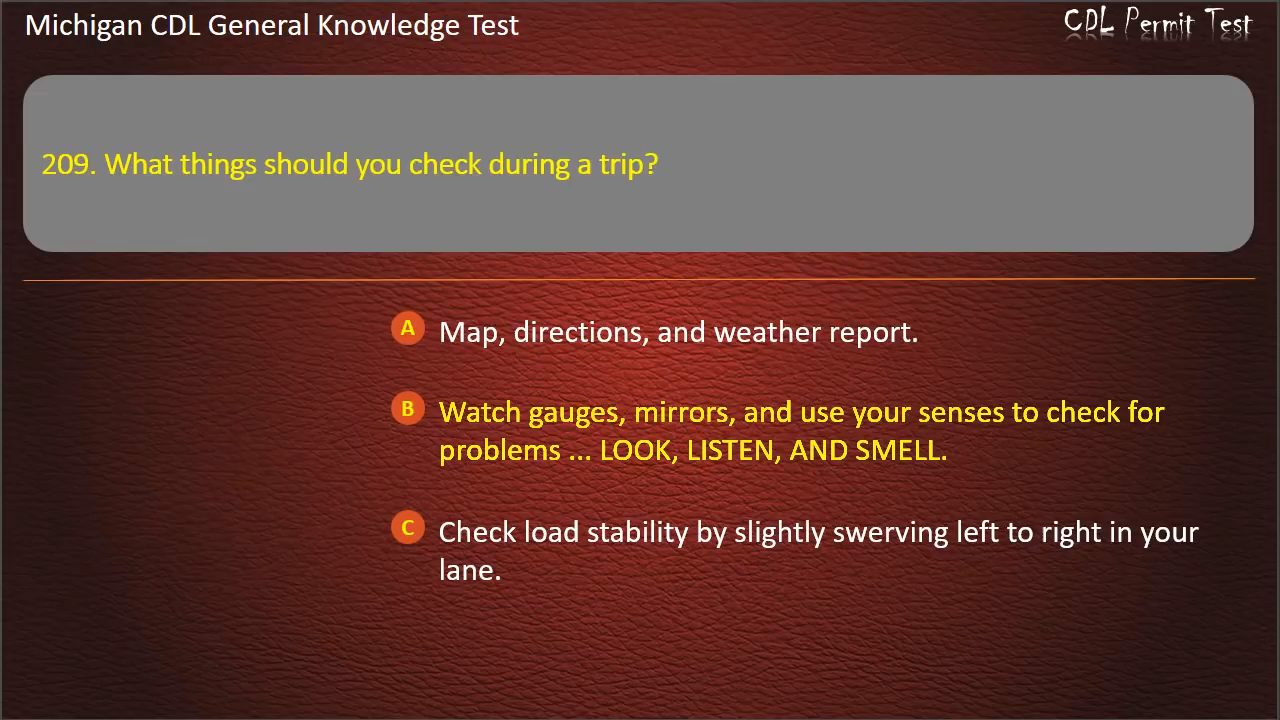 Michigan CDL General Knowledge Test
CDL Permit Test
209. What things should you check during a trip?
A Map, directions, and weather report.
B Watch gauges, mirrors, and use your senses to check for
problems ... LOOK, LISTEN, AND SMELL.
C Check load stability by slightly swerving left to right in your
lane.